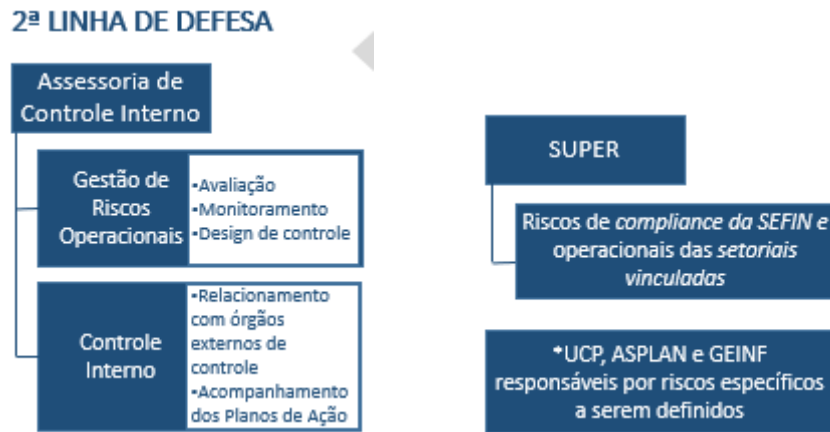 2ª LINHA DE DEFESA
Assessoria de
Controle Interno
Gestão de
Riscos
Operacionais
▪Avaliação
▪Monitoramento
▪Design de controle
Controle
Interno
▪Relacionamento
com órgãos
externos de
controle
▪Acompanhamento
dos Planos de Ação
SUPER
Riscos de compliance da SEFIN e
operacionais das setoriais
vinculadas
*UCP, ASPLAN e GEINF
responsáveis por riscos específicos
a serem definidos